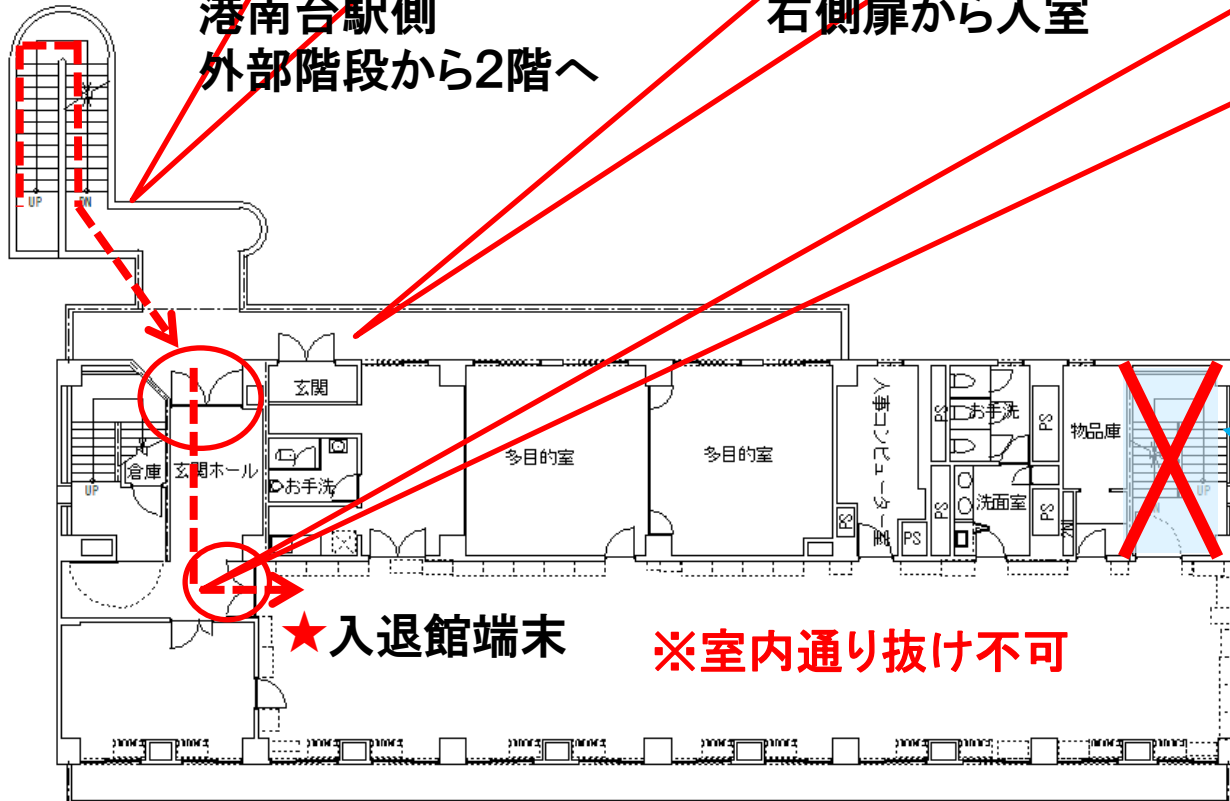 港南台駅側
外部階段から2階へ
右側扉から入室
UP
DN
玄関
倉庫
玄関ホール
お手洗
UP
多目的室
多目的室
人事コンピューター室
PS
PS
PS
お手洗
PS
物品庫
洗面室
PS
PS
UP
DN
★入退館端末
※室内通り抜け不可